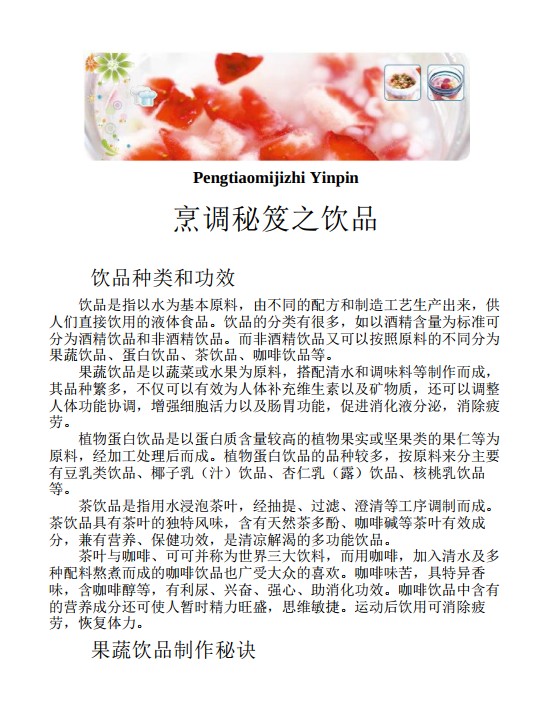 Pengtiaomijizhi Yinpin
烹调秘笈之饮品
饮品种类和功效
饮品是指以水为基本原料，由不同的配方和制造工艺生产出来，供
人们直接饮用的液体食品。饮品的分类有很多，如以酒精含量为标准可
分为酒精饮品和非酒精饮品。而非酒精饮品又可以按照原料的不同分为
果蔬饮品、蛋白饮品、茶饮品、咖啡饮品等。
果蔬饮品是以蔬菜或水果为原料，搭配清水和调味料等制作而成，
其品种繁多，不仅可以有效为人体补充维生素以及矿物质，还可以调整
人体功能协调，增强细胞活力以及肠胃功能，促进消化液分泌，消除疲
劳。
植物蛋白饮品是以蛋白质含量较高的植物果实或坚果类的果仁等为
原料，经加工处理后而成。植物蛋白饮品的品种较多，按原料来分主要
有豆乳类饮品、椰子乳（汁）饮品、杏仁乳（露）饮品、核桃乳饮品
等。
茶饮品是指用水浸泡茶叶，经抽提、过滤、澄清等工序调制而成。
茶饮品具有茶叶的独特风味，含有天然茶多酚、咖啡碱等茶叶有效成
分，兼有营养、保健功效，是清凉解渴的多功能饮品。
茶叶与咖啡、可可并称为世界三大饮料，而用咖啡，加入清水及多
种配料熬煮而成的咖啡饮品也广受大众的喜欢。咖啡味苦，具特异香
味，含咖啡醇等，有利尿、兴奋、强心、助消化功效。咖啡饮品中含有
的营养成分还可使人暂时精力旺盛，思维敏捷。运动后饮用可消除疲
劳，恢复体力。
果蔬饮品制作秘诀